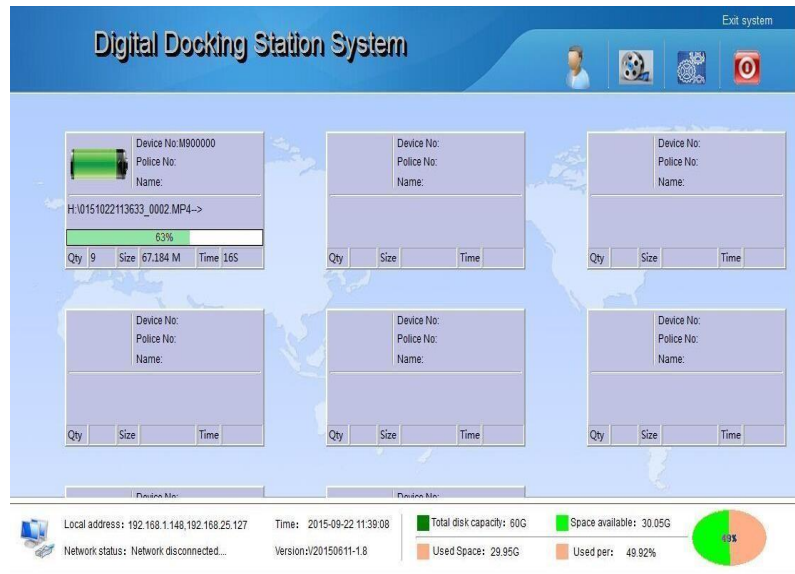 Exit system
Digital Docking Station System
Device No:M900000
Police No:
Name:
H:\0151022113633_0002.MP4-->
63%
Qty 9 Size 67.184 M Time 16S
Device No:
Police No:
Name:
Qty Size Time
Device No:
Police No:
Name:
Qty Size Time
Device No:
Police No:
Name:
Qty Size Time
Device No:
Police No:
Name:
Qty Size Time
Device No:
Police No:
Name:
Qty Size Time
Device No:
Device No:
Local address: 192.168.1.148,192.168.25.127
Time: 2015-09-22 11:39:08
Total disk capacity: 60G
Space available: 30.05G
Network status: Network disconnected....
Version:V20150611-1.8
Used Space: 29.95G
Used per: 49.92%
49%